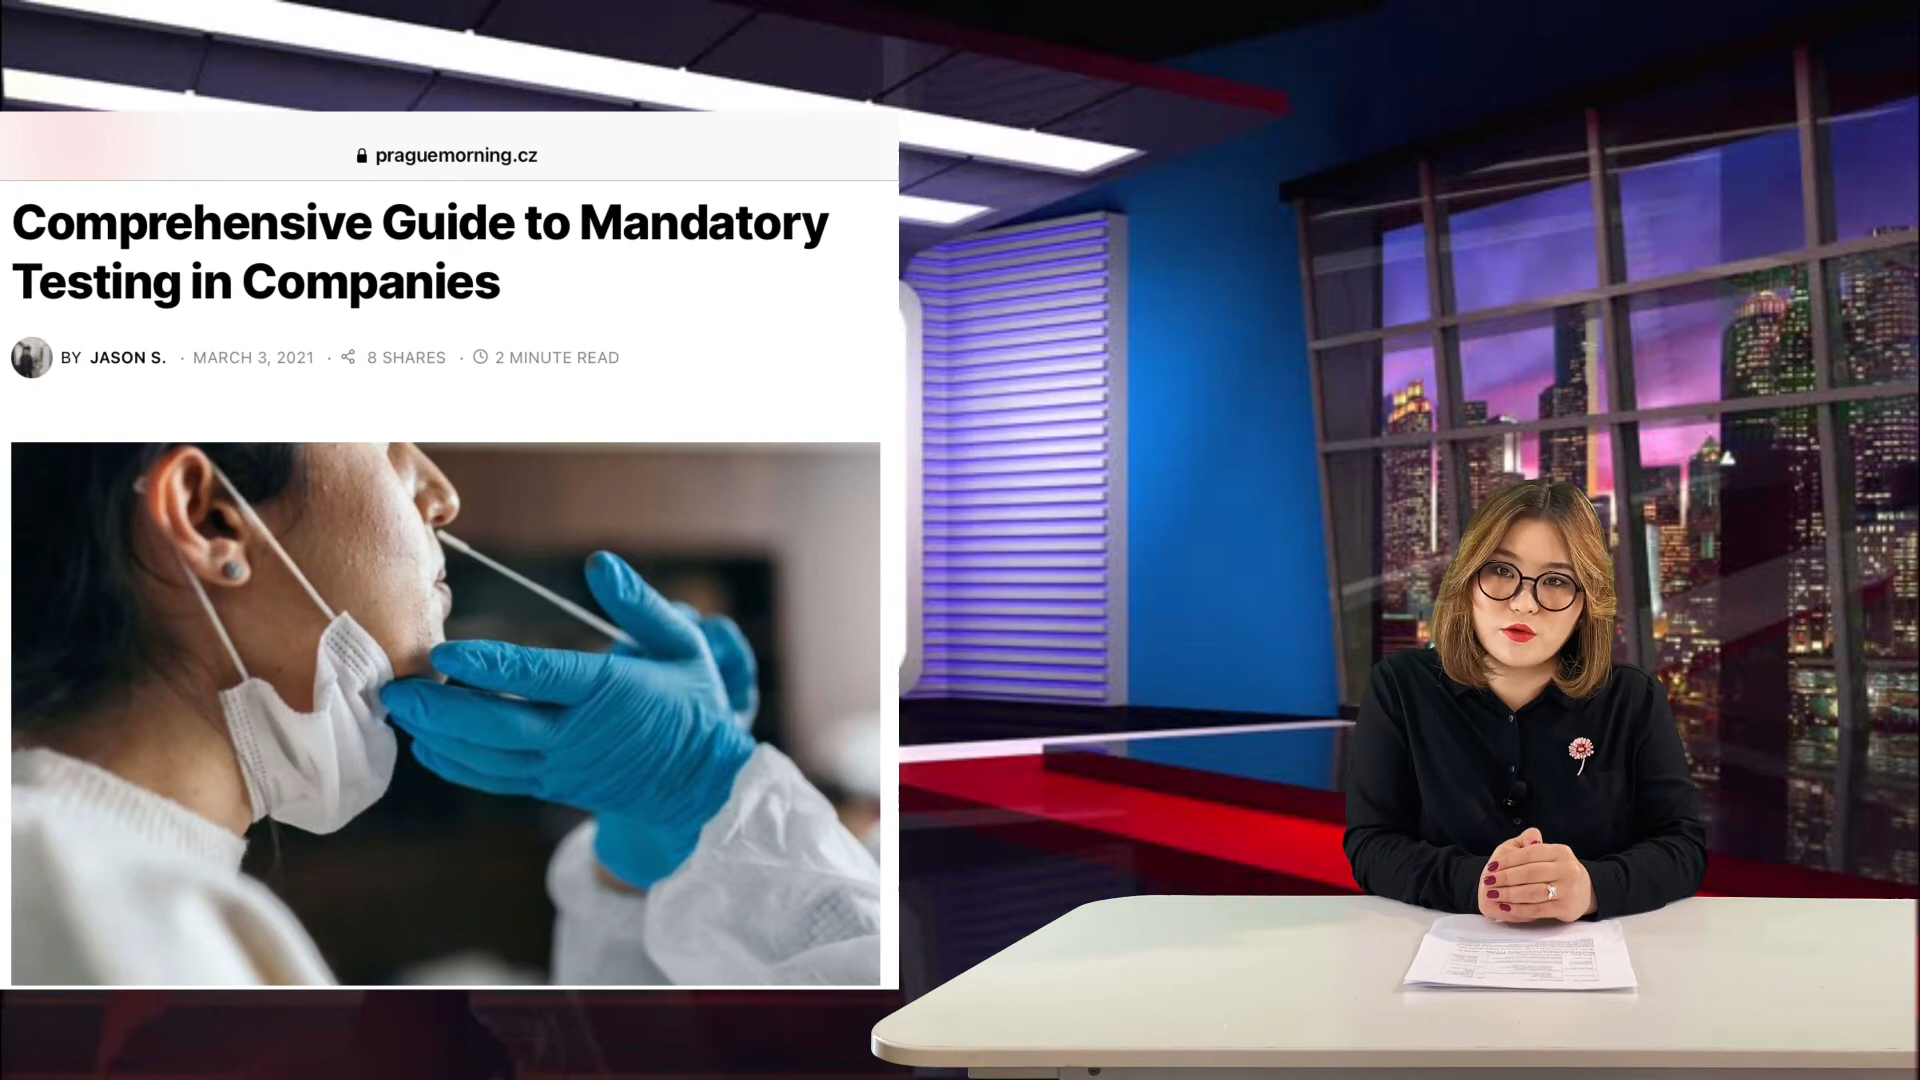 praguemorning.cz
Comprehensive Guide to Mandatory
Testing in Companies
BY JASON S. · MARCH 3, 2021 · 8 SHARES · 2 MINUTE READ